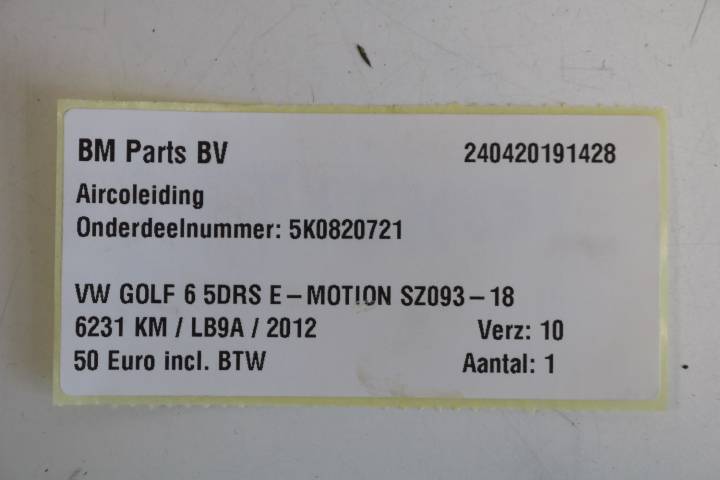 BM Parts BV 240420191428
Aircoleiding
Onderdeelnummer: 5K0820721
VW GOLF 6 5DRS E-MOTION SZ093-18
6231 KM / LB9A / 2012 Verz: 10
50 Euro incl. BTW Aantal: 1